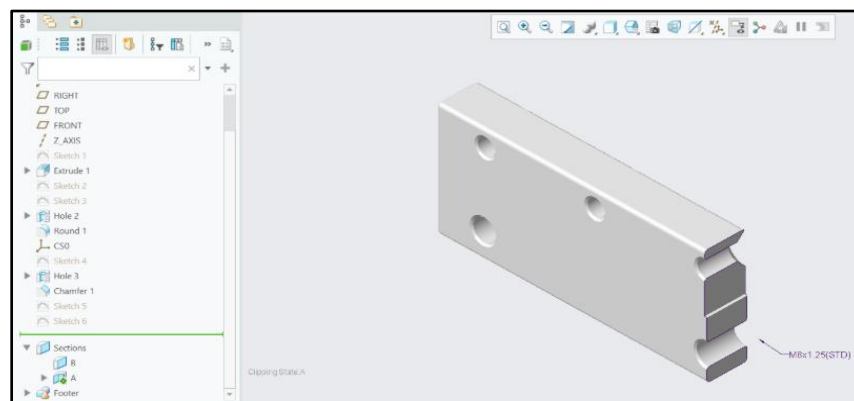 RIGHT
TOP
FRONT
Z_AXIS
Sketch 1
Extrude 1
Sketch 2
Sketch 3
Hole 2
Round 1
CS0
Sketch 4
Hole 3
Chamfer 1
Sketch 5
Sketch 6
Sections
B
A
Footer
Clipping State:A
M8x1.25(STD)